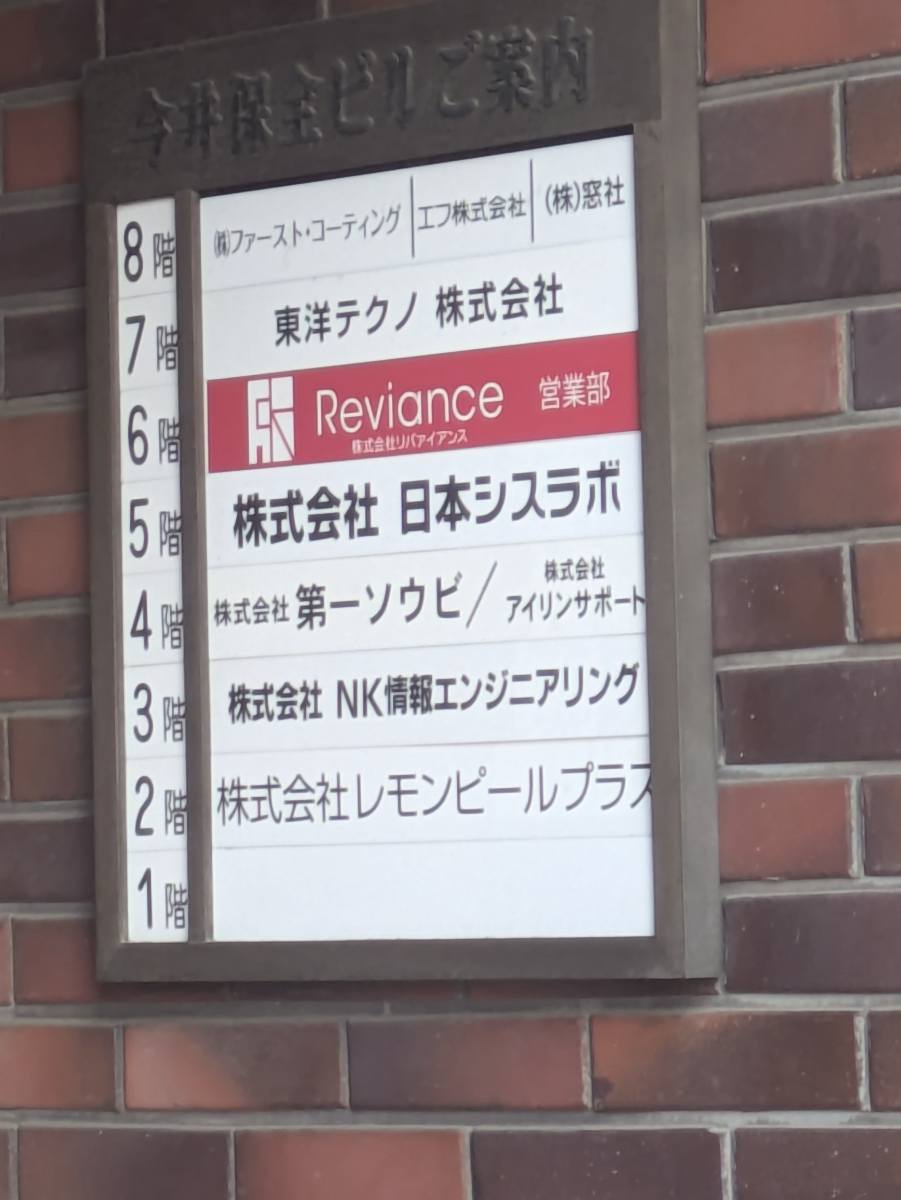 今井保全ビルご案内
8階 ㈱ファースト・コーティング エフ株式会社 (株)窓社
7階 東洋テクノ 株式会社
6階 Reviance 営業部
株式会社リバアイアンス
5階 株式会社 日本シスラボ
4階 株式会社 第一ソウビ/ 株式会社
アイリンサポート
3階 株式会社 NK情報エンジニアリング
2階 株式会社レモンピールプラス
1階